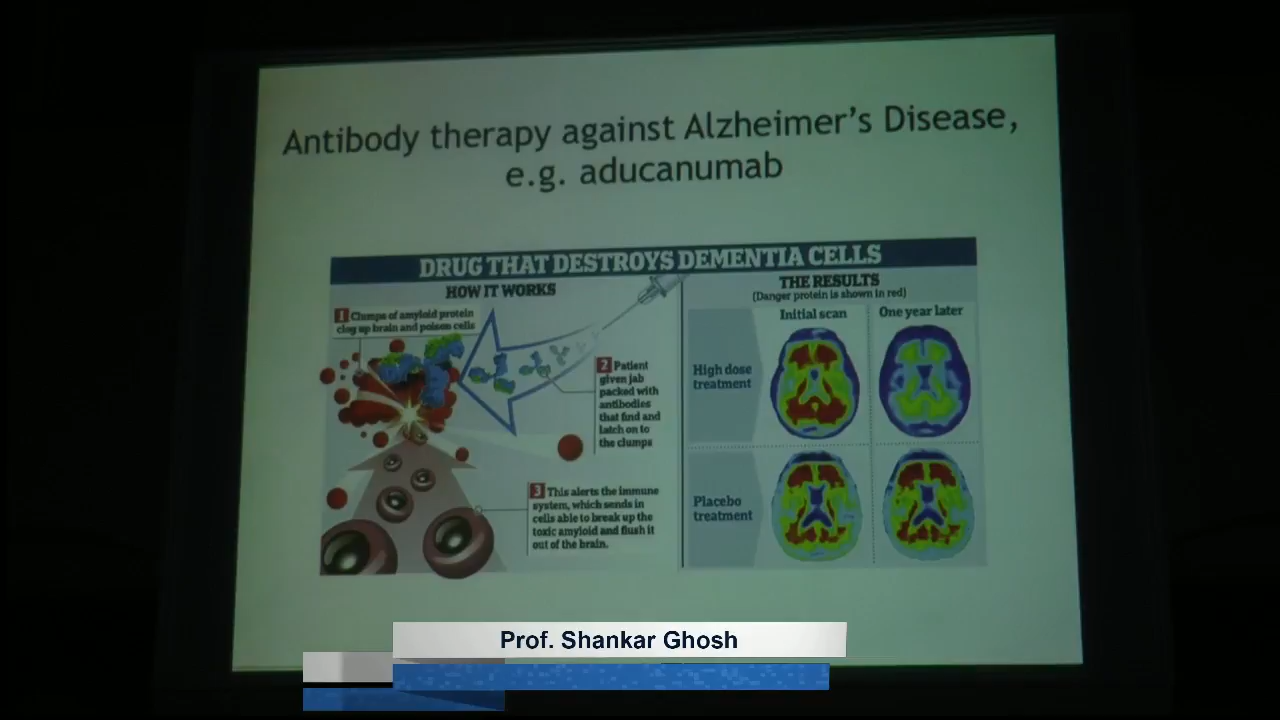 Antibody therapy against Alzheimer's Disease,
e.g. aducanumab
DRUG THAT DESTROYS DEMENTIA CELLS
HOW IT WORKS
1 Clumps of amyloid protein
clog up brain and poison cells
2 Patient
given jab
packed with
antibodies
that find and
latch on to
the clumps
3 This alerts the immune
system, which sends in
cells able to break up the
toxic amyloid and flush it
out of the brain.
THE RESULTS
(Danger protein is shown in red)
Initial scan
One year later
High dose
treatment
Placebo
treatment
Prof. Shankar Ghosh